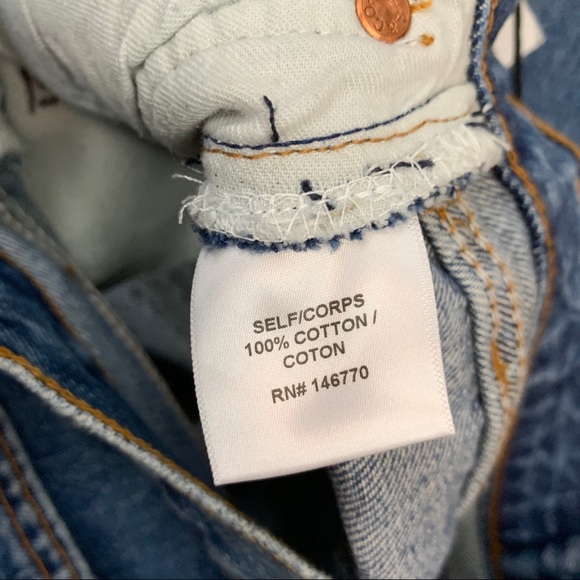 SELF/CORPS
100% COTTON /
COTON
RN# 146770